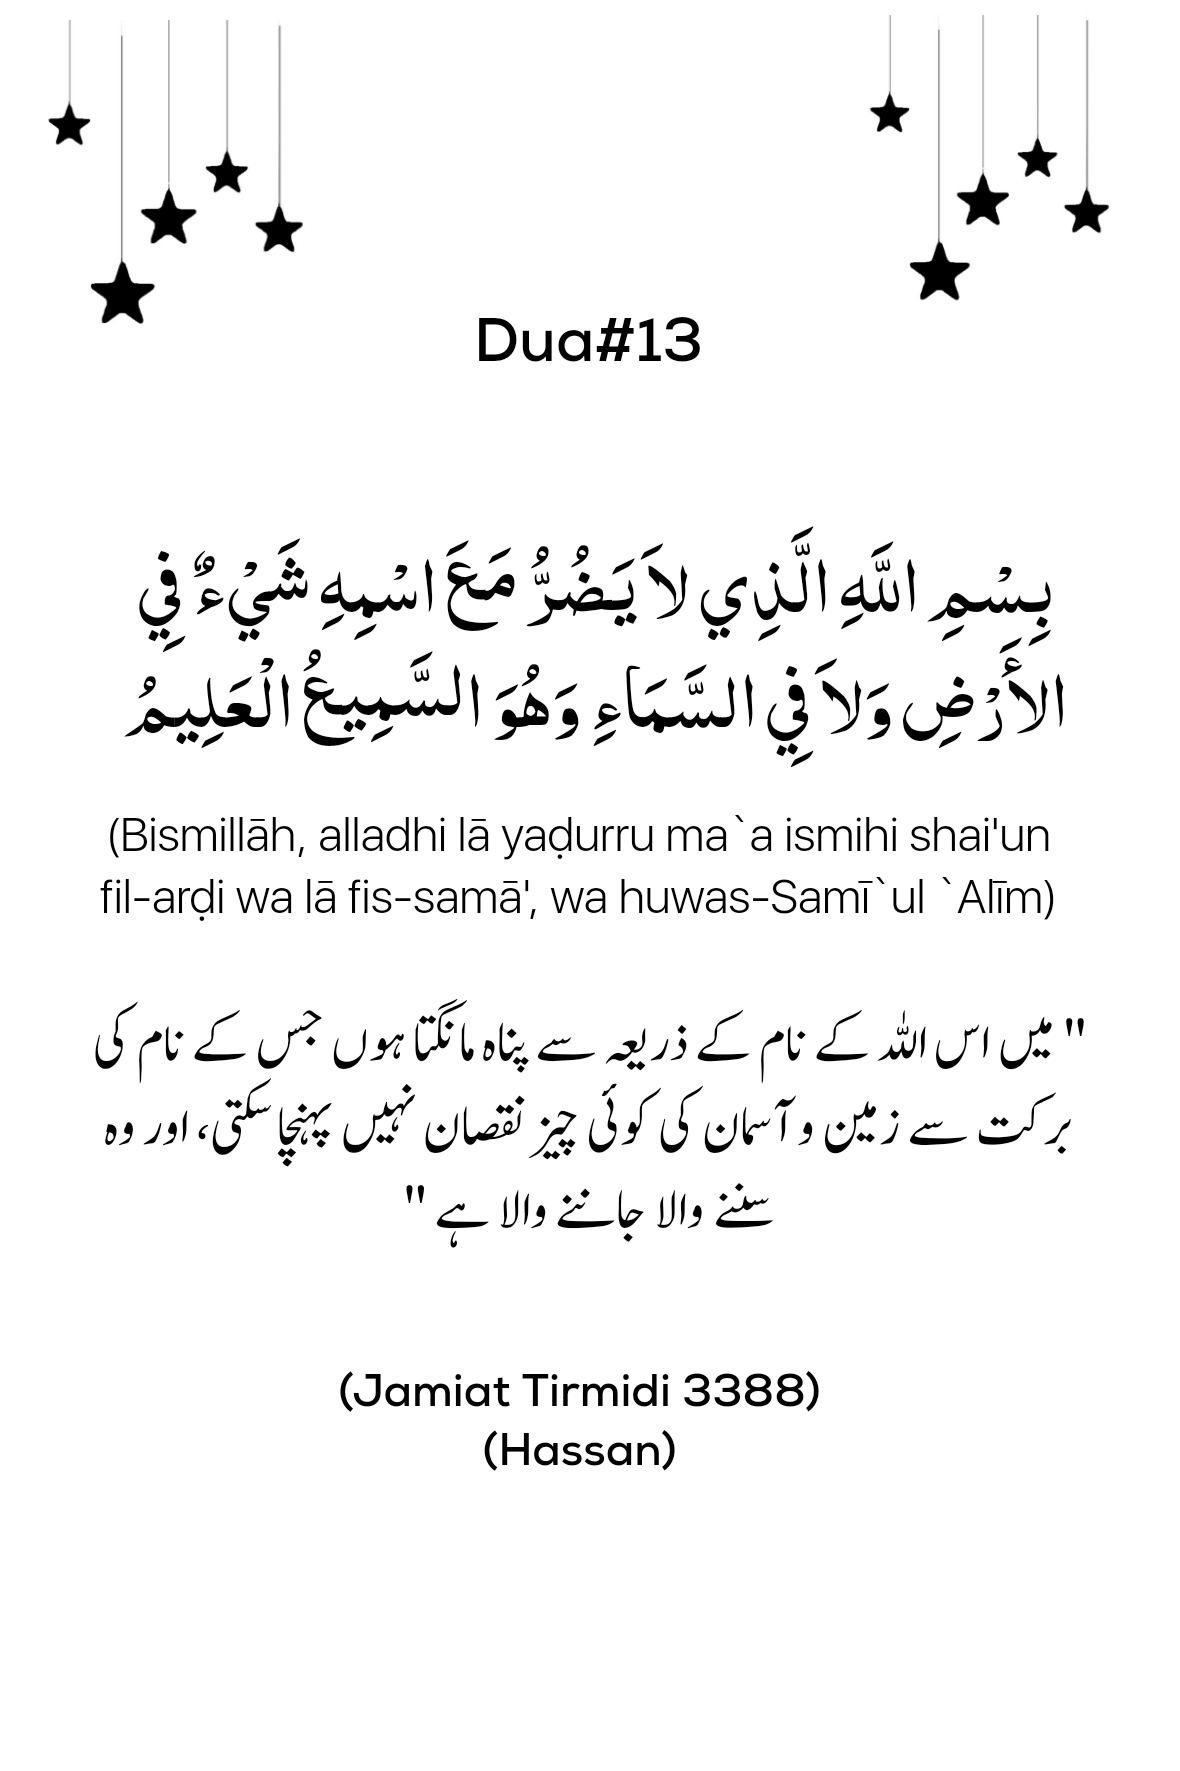 Dua#13
بِسْمِ اللَّهِ الَّذِي لاَ يَضُرُّ مَعَ اسْمِهِ شَيْءٌ فِي
الأَرْضِ وَلاَ فِي السَّمَاءِ وَهُوَ السَّمِيعُ الْعَلِيمُ
(Bismillāh, alladhi lā yaḍurru ma`a ismihi shai'un
fil-arḍi wa lā fis-samā', wa huwas-Samī`ul `Alīm)
" میں اس اللہ کے نام کے ذریعہ سے پناہ مانگتا ہوں جس کے نام کی
برکت سے زمین و آسمان کی کوئی چیز نقصان نہیں پہنچا سکتی، اور وہ
سننے والا جاننے والا ہے "
(Jamiat Tirmidi 3388)
(Hassan)